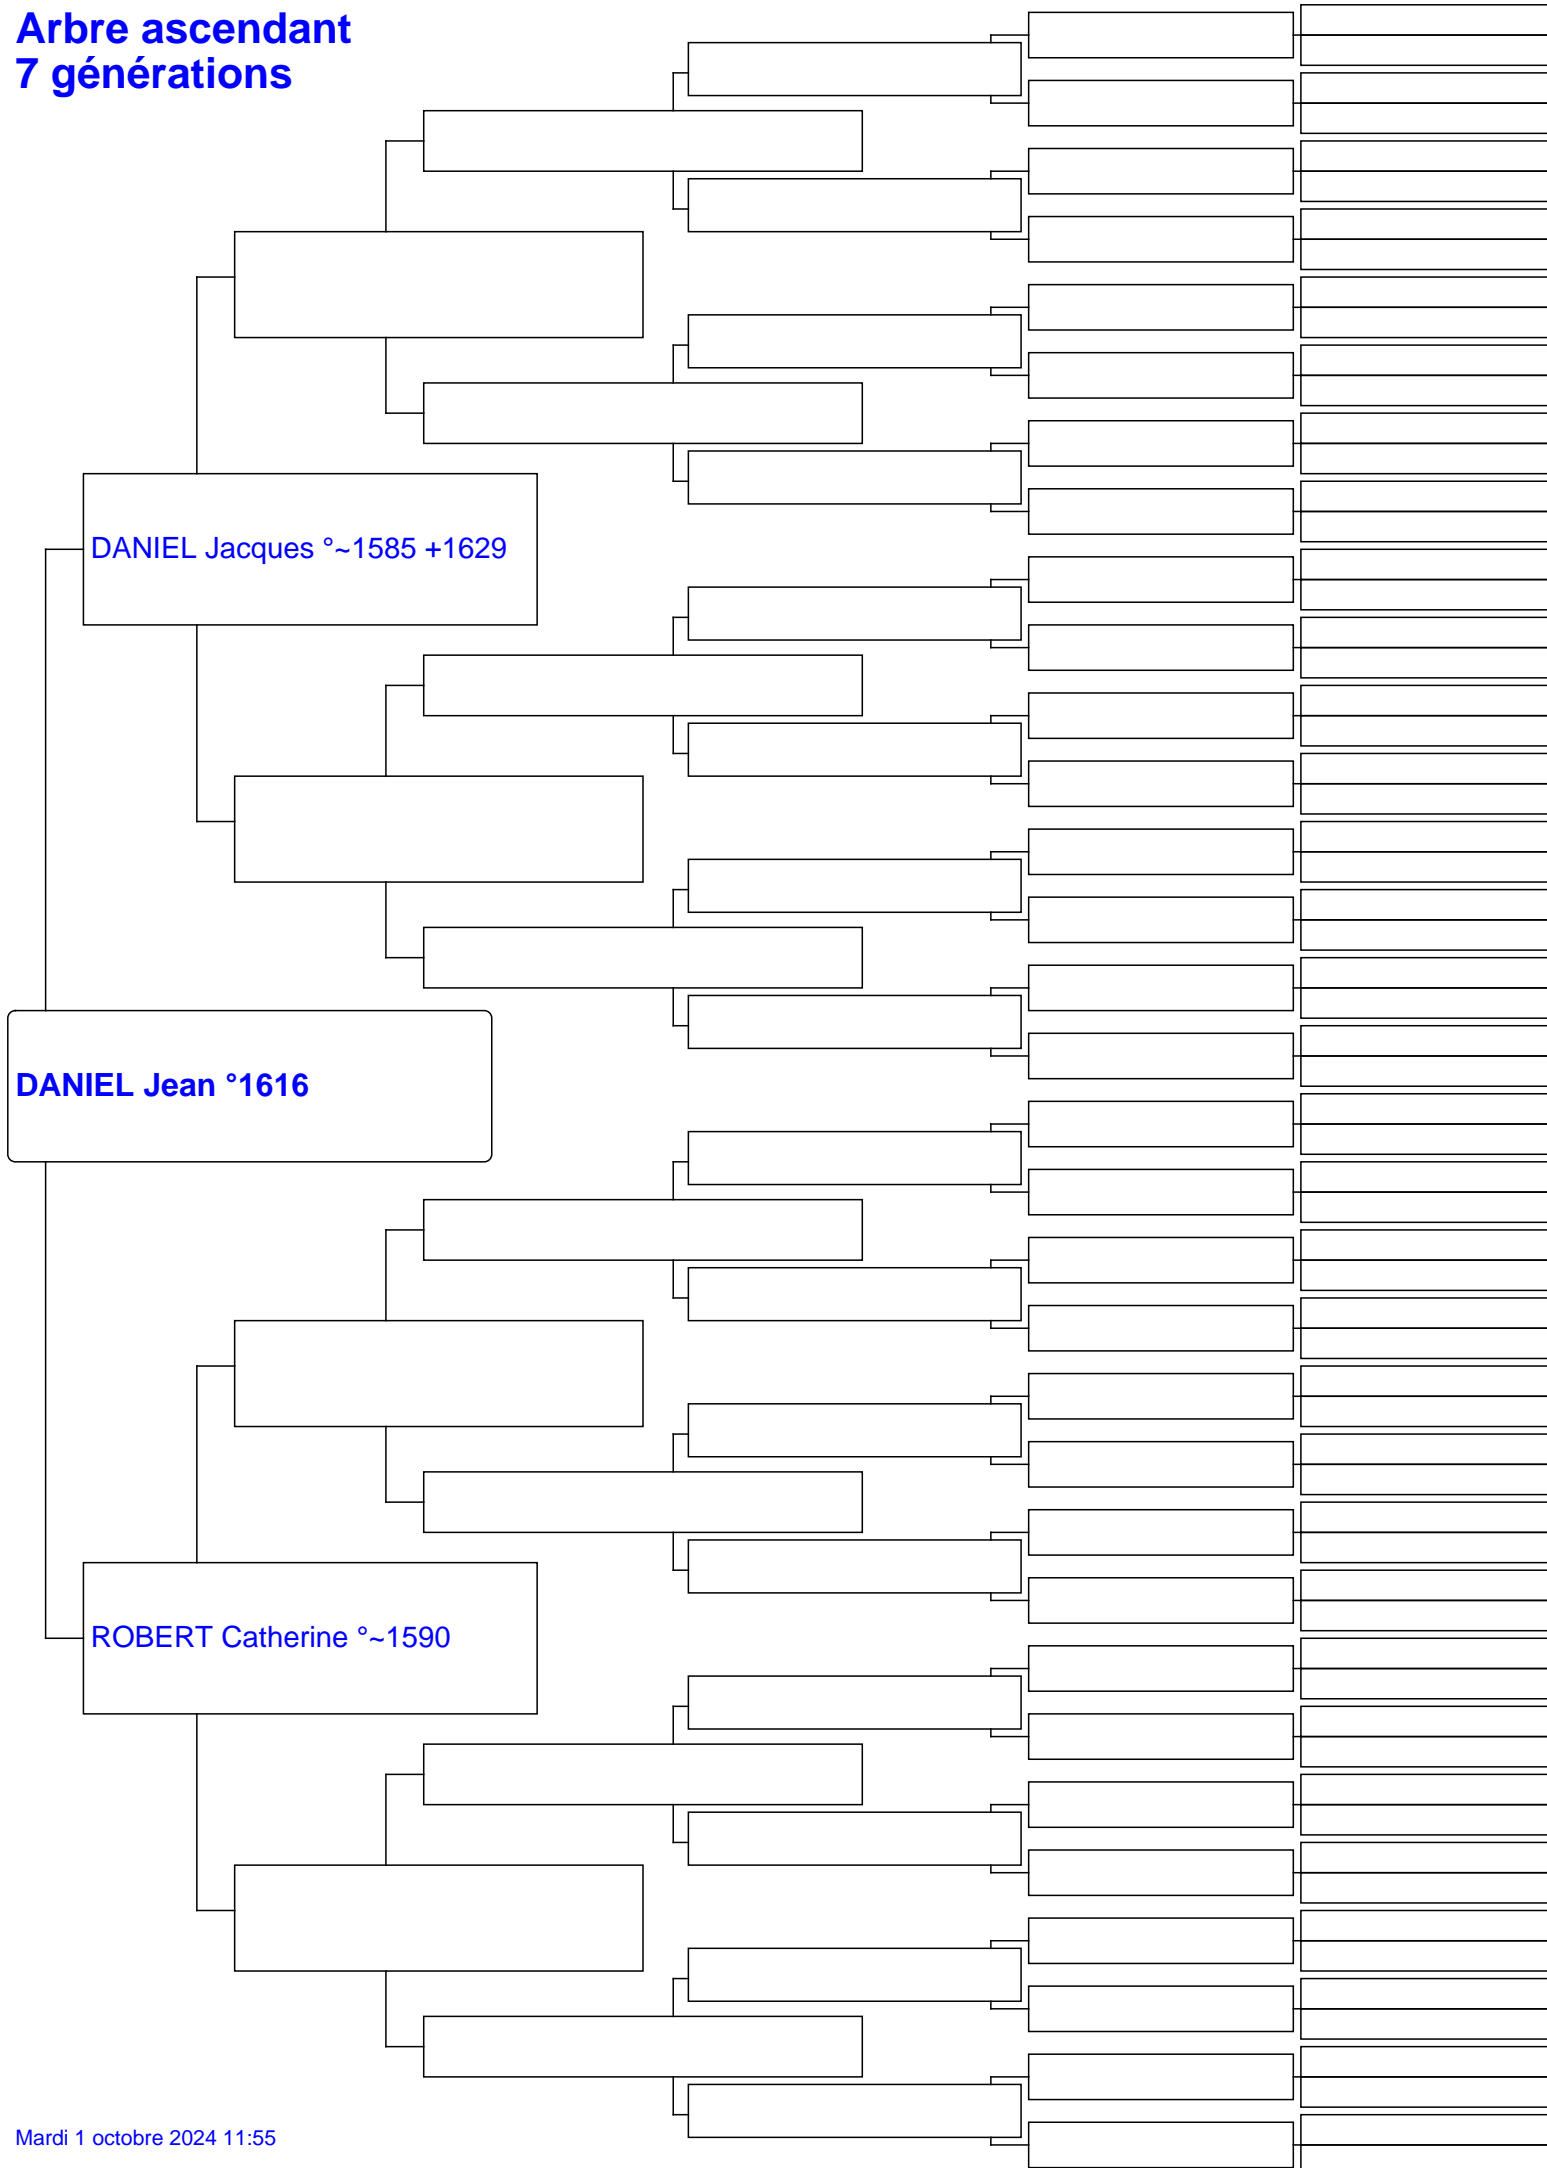 Arbre ascendant
7 générations
DANIEL Jacques °~1585 +1629
DANIEL Jean °1616
ROBERT Catherine °~1590
Mardi 1 octobre 2024 11:55